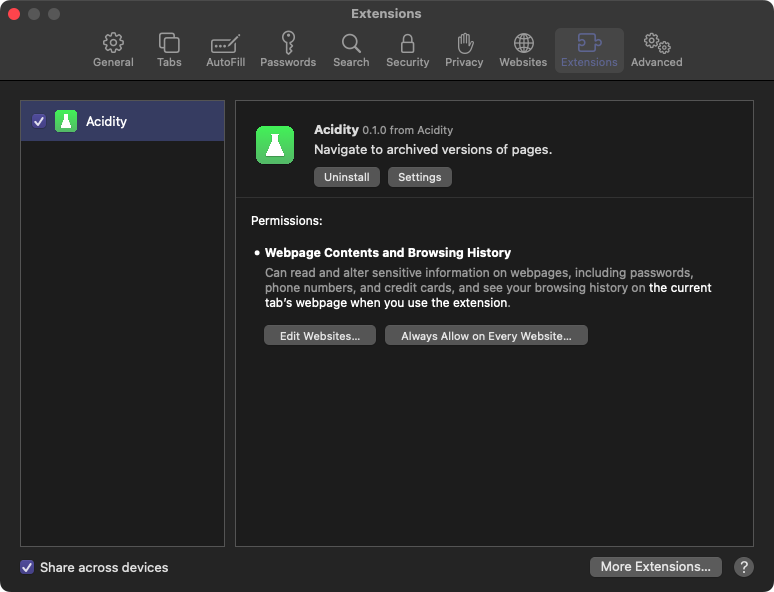 Extensions
General Tabs AutoFill Passwords Search Security Privacy Websites Extensions Advanced
Acidity
Acidity 0.1.0 from Acidity
Navigate to archived versions of pages.
Uninstall Settings
Permissions:
• Webpage Contents and Browsing History
Can read and alter sensitive information on webpages, including passwords,
phone numbers, and credit cards, and see your browsing history on the current
tab's webpage when you use the extension.
Edit Websites... Always Allow on Every Website...
Share across devices
More Extensions... ?